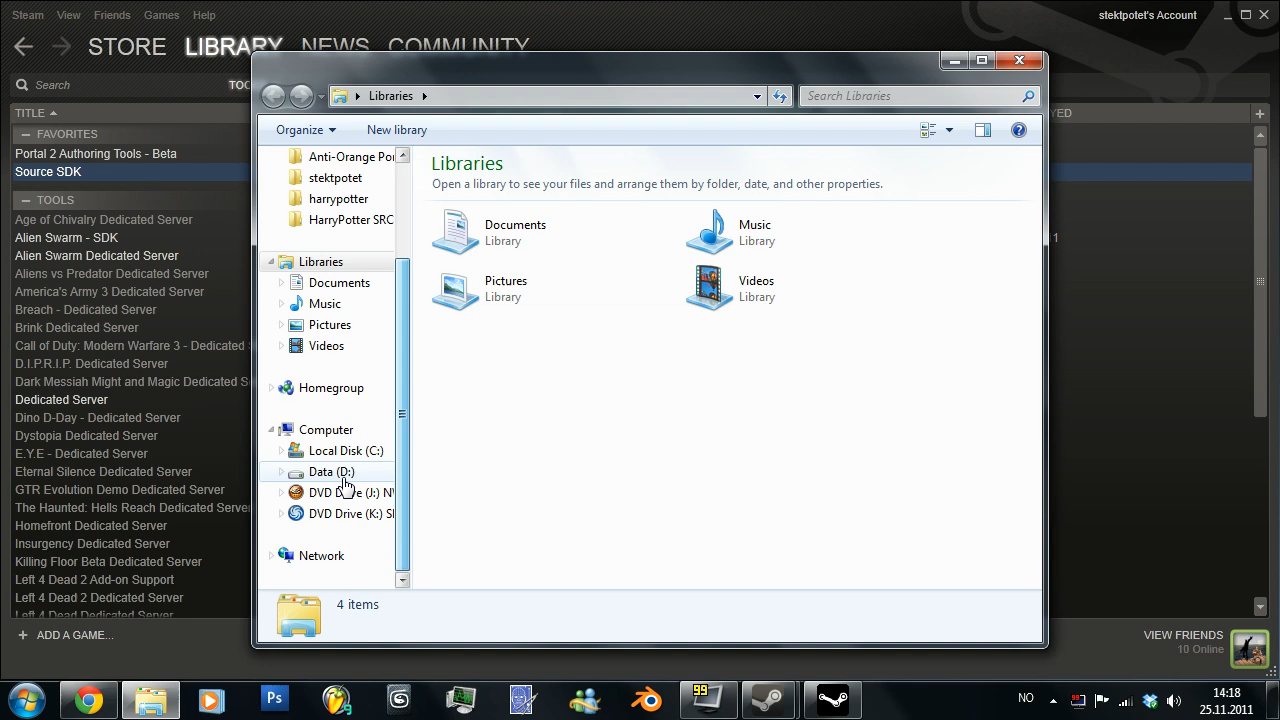 Steam View Friends Games Help
stektpotet's Account
STORE LIBRARY NEWS COMMUNITY
Search
TITLE
FAVORITES
Portal 2 Authoring Tools - Beta
Source SDK
TOOLS
Age of Chivalry Dedicated Server
Alien Swarm - SDK
Alien Swarm Dedicated Server
Aliens vs Predator Dedicated Server
America's Army 3 Dedicated Server
Breach - Dedicated Server
Brink Dedicated Server
Call of Duty: Modern Warfare 3 - Dedicated
D.I.P.R.I.P. Dedicated Server
Dark Messiah Might and Magic Dedicated S
Dedicated Server
Dino D-Day - Dedicated Server
Dystopia Dedicated Server
E.Y.E - Dedicated Server
Eternal Silence Dedicated Server
GTR Evolution Demo Dedicated Server
The Haunted: Hells Reach Dedicated Server
Homefront Dedicated Server
Insurgency Dedicated Server
Killing Floor Beta Dedicated Server
Left 4 Dead 2 Add-on Support
Left 4 Dead 2 Dedicated Server
Left 4 Dead Dedicated Server
+ ADD A GAME...
VIEW FRIENDS
10 Online
Libraries
Search Libraries
Organize
New library
Anti-Orange Po
stektpotet
harrypotter
HarryPotter SRC
Libraries
Documents
Music
Pictures
Videos
Homegroup
Computer
Local Disk (C:)
Data (D:)
DVD Drive (J:) N
DVD Drive (K:) S
Network
Libraries
Open a library to see your files and arrange them by folder, date, and other properties.
Documents
Library
Music
Library
Pictures
Library
Videos
Library
4 items
Ps
99
NO
14:18
25.11.2011